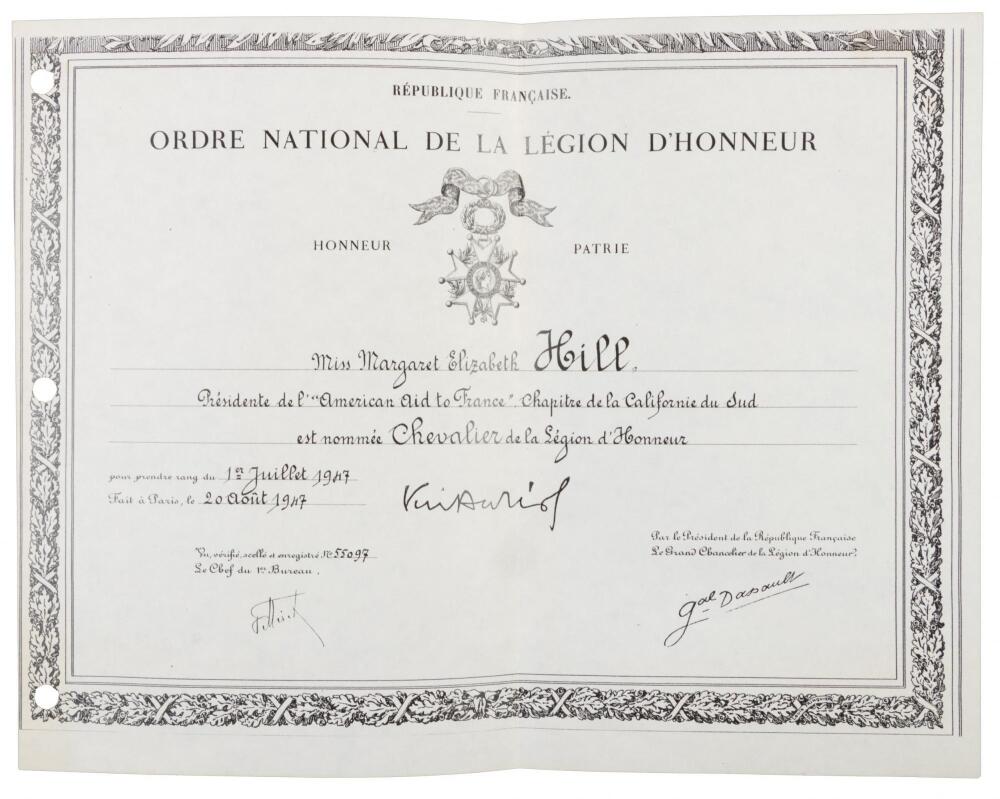 RÉPUBLIQUE FRANÇAISE.
ORDRE NATIONAL DE LA LÉGION D'HONNEUR
HONNEUR PATRIE
Miss Margaret Elizabeth Hill,
Présidente de l'"American Aid to France". Chapitre de la Californie du Sud
est nommée Chevalier de la Légion d'Honneur
pour prendre rang du 1er Juillet 1947
Fait à Paris, le 20 Août 1947
Par le Président de la République Française
Le Grand Chancelier de la Légion d'Honneur:
Vu, vérifié, scellé et enregistré No 55097
Le Chef du 1er Bureau,
Gal Dassault